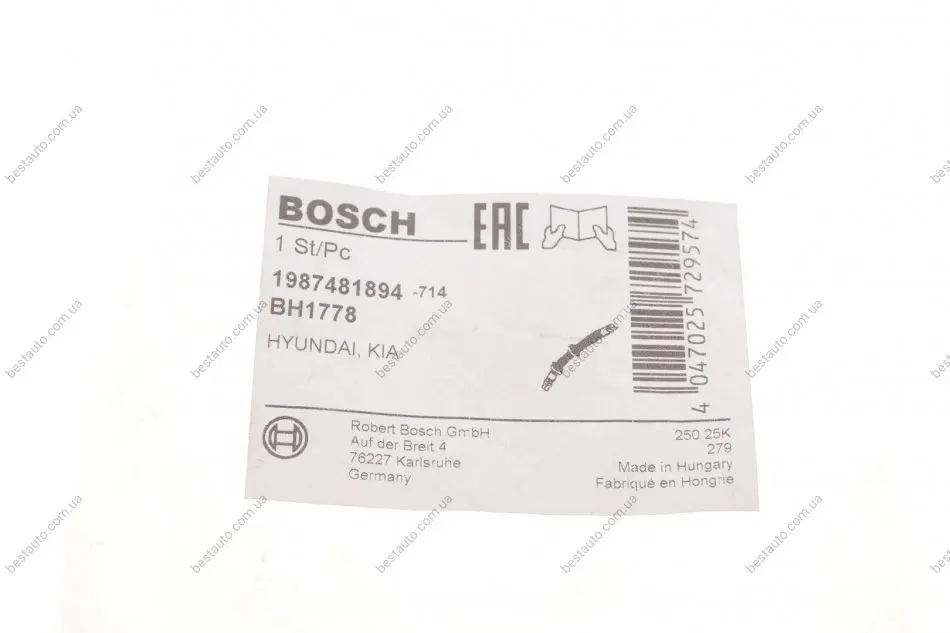 BOSCH
EAC
1 St/Pc
1987481894 -714
BH1778
HYUNDAI, KIA
4 047025 729574
Robert Bosch GmbH
Auf der Breit 4
76227 Karlsruhe
Germany
250 25K
279
Made in Hungary
Fabriqué en Hongrie
bestauto.com.ua